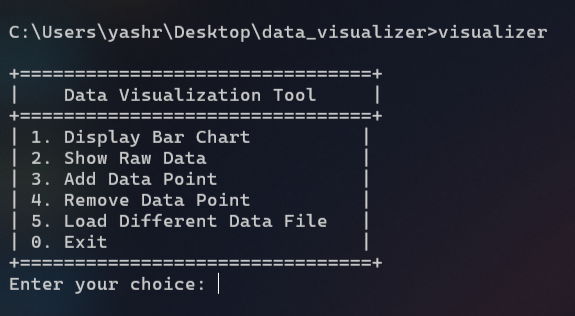 C:\Users\yashr\Desktop\data_visualizer>visualizer
+================================+
|    Data Visualization Tool     |
+================================+
| 1. Display Bar Chart          |
| 2. Show Raw Data              |
| 3. Add Data Point             |
| 4. Remove Data Point          |
| 5. Load Different Data File   |
| 0. Exit                       |
+================================+
Enter your choice: